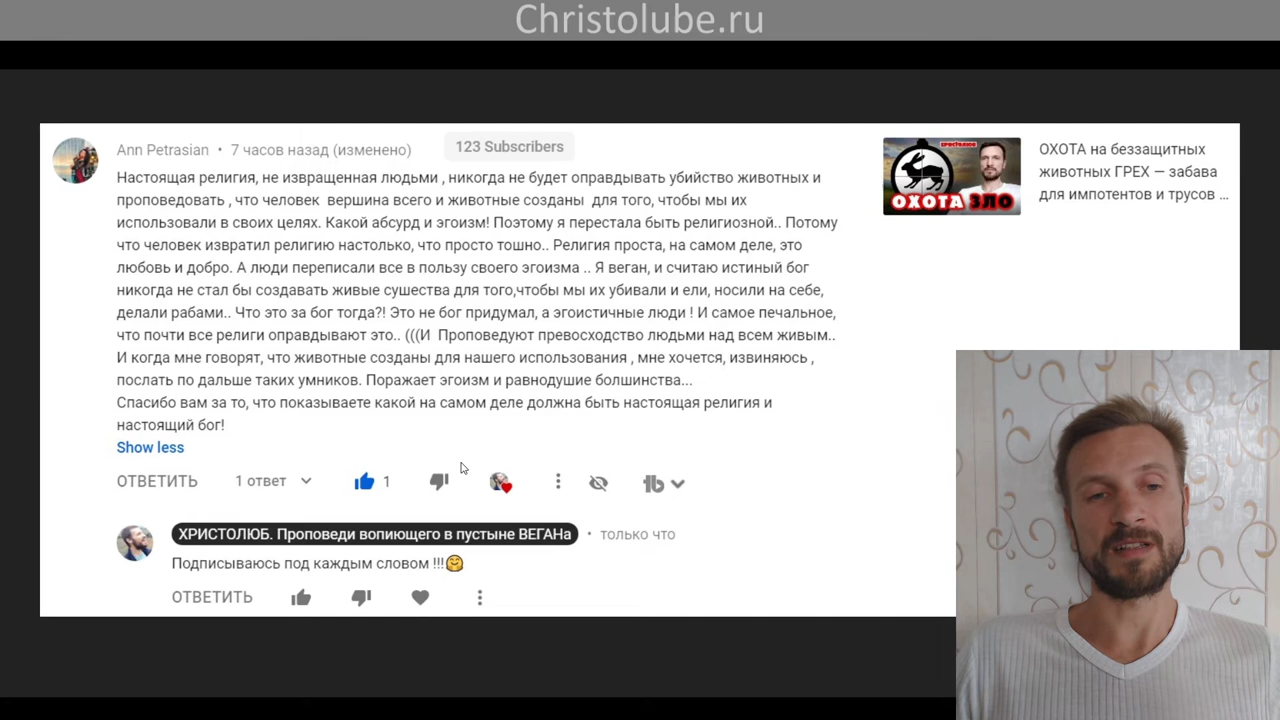 Christolube.ru
Ann Petrasian • 7 часов назад (изменено)
123 Subscribers
Настоящая религия, не извращенная людьми , никогда не будет оправдывать убийство животных и
проповедовать , что человек вершина всего и животные созданы для того, чтобы мы их
использовали в своих целях. Какой абсурд и эгоизм! Поэтому я перестала быть религиозной.. Потому
что человек извратил религию настолько, что просто тошно.. Религия проста, на самом деле, это
любовь и добро. А люди переписали все в пользу своего эгоизма .. Я веган, и считаю истиный бог
никогда не стал бы создавать живые сушества для того,чтобы мы их убивали и ели, носили на себе,
делали рабами.. Что это за бог тогда?! Это не бог придумал, а эгоистичные люди ! И самое печальное,
что почти все религи оправдывают это.. (((И Проповедуют превосходство людьми над всем живым..
И когда мне говорят, что животные созданы для нашего использования , мне хочется, извиняюсь ,
послать по дальше таких умников. Поражает эгоизм и равнодушие болшинства...
Спасибо вам за то, что показываете какой на самом деле должна быть настоящая религия и
настоящий бог!
Show less
ОТВЕТИТЬ 1 ответ 1
ХРИСТОЛЮБ. Проповеди вопиющего в пустыне ВЕГАНа • только что
Подписываюсь под каждым словом !!!🤗
ОТВЕТИТЬ
ХРИСТОЛЮБ
ОХОТА ЗЛО
ОХОТА на беззащитных
животных ГРЕХ — забава
для импотентов и трусов ...